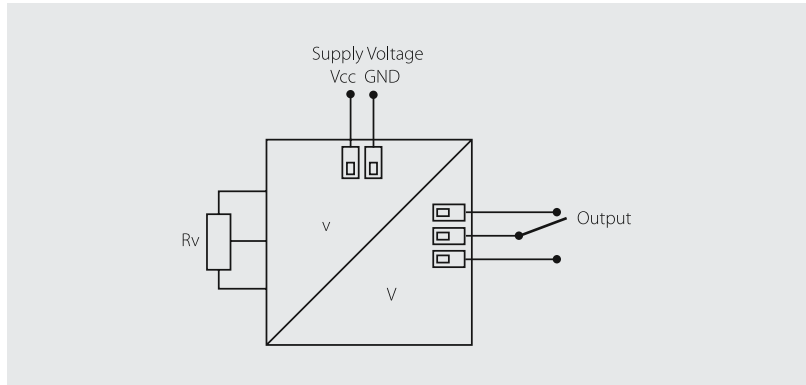 Supply Voltage
Vcc GND
v
Rv
Output
V